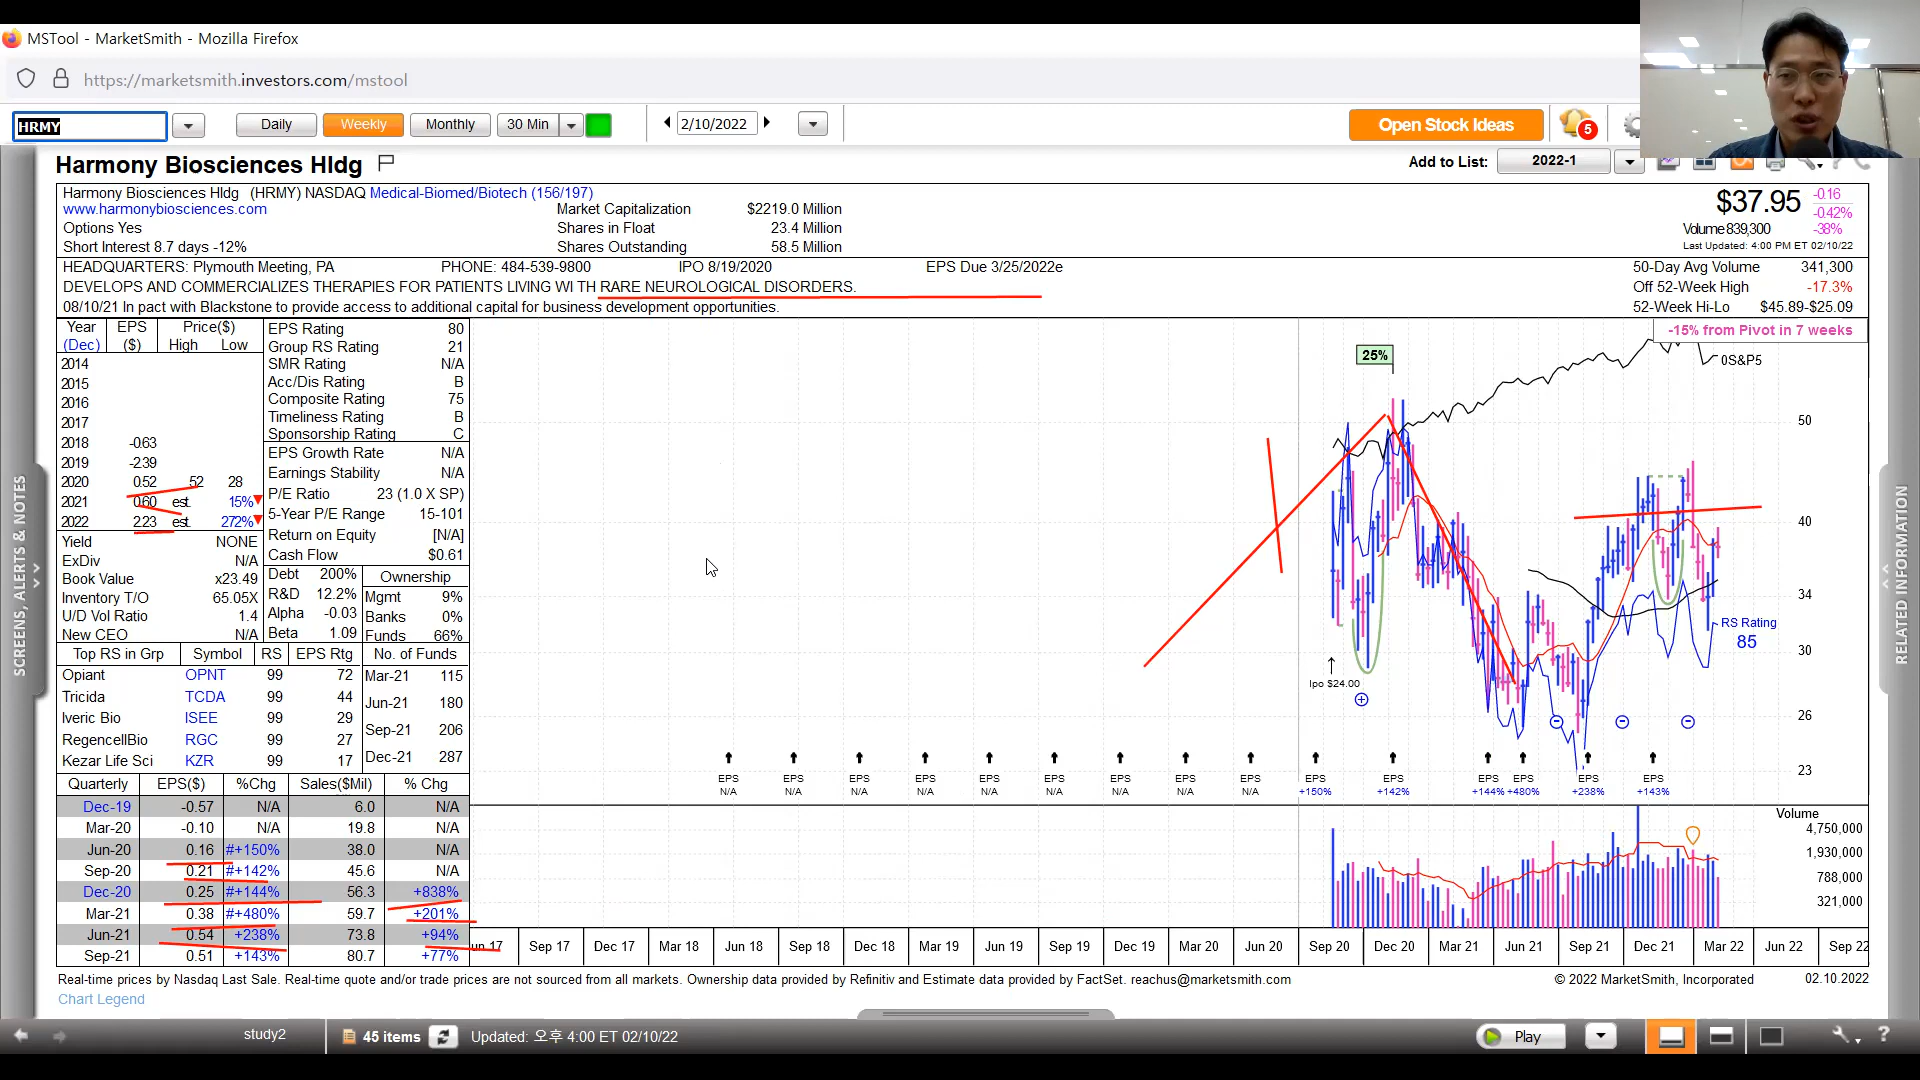 MSTool - MarketSmith - Mozilla Firefox
https://marketsmith.investors.com/mstool
HRMY Daily Weekly Monthly 30 Min 2/10/2022 Open Stock Ideas 5
Harmony Biosciences Hldg Add to List: 2022-1
Harmony Biosciences Hldg (HRMY) NASDAQ Medical-Biomed/Biotech (156/197)
www.harmonybiosciences.com Market Capitalization $2219.0 Million
Options Yes Shares in Float 23.4 Million
Short Interest 8.7 days -12% Shares Outstanding 58.5 Million
$37.95 -0.16
-0.42%
Volume 839,300 -38%
Last Updated: 4:00 PM ET 02/10/22
HEADQUARTERS: Plymouth Meeting, PA PHONE: 484-539-9800 IPO 8/19/2020 EPS Due 3/25/2022e
DEVELOPS AND COMMERCIALIZES THERAPIES FOR PATIENTS LIVING WI TH RARE NEUROLOGICAL DISORDERS.
08/10/21 In pact with Blackstone to provide access to additional capital for business development opportunities.
50-Day Avg Volume 341,300
Off 52-Week High -17.3%
52-Week Hi-Lo $45.89-$25.09
Year EPS Price($)
(Dec) ($) High Low
2014
2015
2016
2017
2018 -0.63
2019 -2.39
2020 0.52 52 28
2021 0.60 est. 15%
2022 2.23 est. 272%
Yield NONE
ExDiv N/A
Book Value x23.49
Inventory T/O 65.05X
U/D Vol Ratio 1.4
New CEO N/A
EPS Rating 80
Group RS Rating 21
SMR Rating N/A
Acc/Dis Rating B
Composite Rating 75
Timeliness Rating B
Sponsorship Rating C
EPS Growth Rate N/A
Earnings Stability N/A
P/E Ratio 23 (1.0 X SP)
5-Year P/E Range 15-101
Return on Equity [N/A]
Cash Flow $0.61
Debt 200%
R&D 12.2%
Alpha -0.03
Beta 1.09
Ownership
Mgmt 9%
Banks 0%
Funds 66%
Top RS in Grp Symbol RS EPS Rtg
Opiant OPNT 99 72
Tricida TCDA 99 44
Iveric Bio ISEE 99 29
RegencellBio RGC 99 27
Kezar Life Sci KZR 99 17
No. of Funds
Mar-21 115
Jun-21 180
Sep-21 206
Dec-21 287
Quarterly EPS($) %Chg Sales($Mil) % Chg
Dec-19 -0.57 N/A 6.0 N/A
Mar-20 -0.10 N/A 19.8 N/A
Jun-20 0.16 #+150% 38.0 N/A
Sep-20 0.21 #+142% 45.6 N/A
Dec-20 0.25 #+144% 56.3 +838%
Mar-21 0.38 #+480% 59.7 +201%
Jun-21 0.54 +238% 73.8 +94%
Sep-21 0.51 +143% 80.7 +77%
-15% from Pivot in 7 weeks
25%
0S&P5
50
40
34
30
26
23
RS Rating
85
Ipo $24.00
EPS EPS EPS EPS EPS EPS EPS EPS EPS EPS EPS EPS EPS EPS EPS
N/A N/A N/A N/A N/A N/A N/A N/A N/A +150% +142% +144% +480% +238% +143%
Volume
4,750,000
1,930,000
788,000
321,000
un 17 Sep 17 Dec 17 Mar 18 Jun 18 Sep 18 Dec 18 Mar 19 Jun 19 Sep 19 Dec 19 Mar 20 Jun 20 Sep 20 Dec 20 Mar 21 Jun 21 Sep 21 Dec 21 Mar 22 Jun 22 Sep 22
Real-time prices by Nasdaq Last Sale. Real-time quote and/or trade prices are not sourced from all markets. Ownership data provided by Refinitiv and Estimate data provided by FactSet. reachus@marketsmith.com © 2022 MarketSmith, Incorporated 02.10.2022
Chart Legend
SCREENS, ALERTS & NOTES
RELATED INFORMATION
study2 45 items Updated: 오후 4:00 ET 02/10/22 Play ?